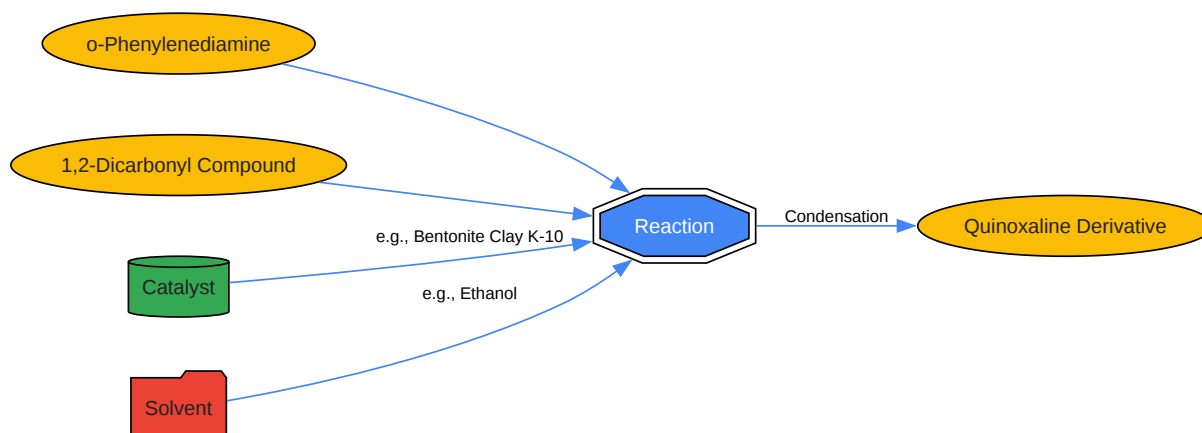 o-Phenylenediamine
1,2-Dicarbonyl Compound
Reaction
Condensation
Quinoxaline Derivative
e.g., Bentonite Clay K-10
Catalyst
e.g., Ethanol
Solvent